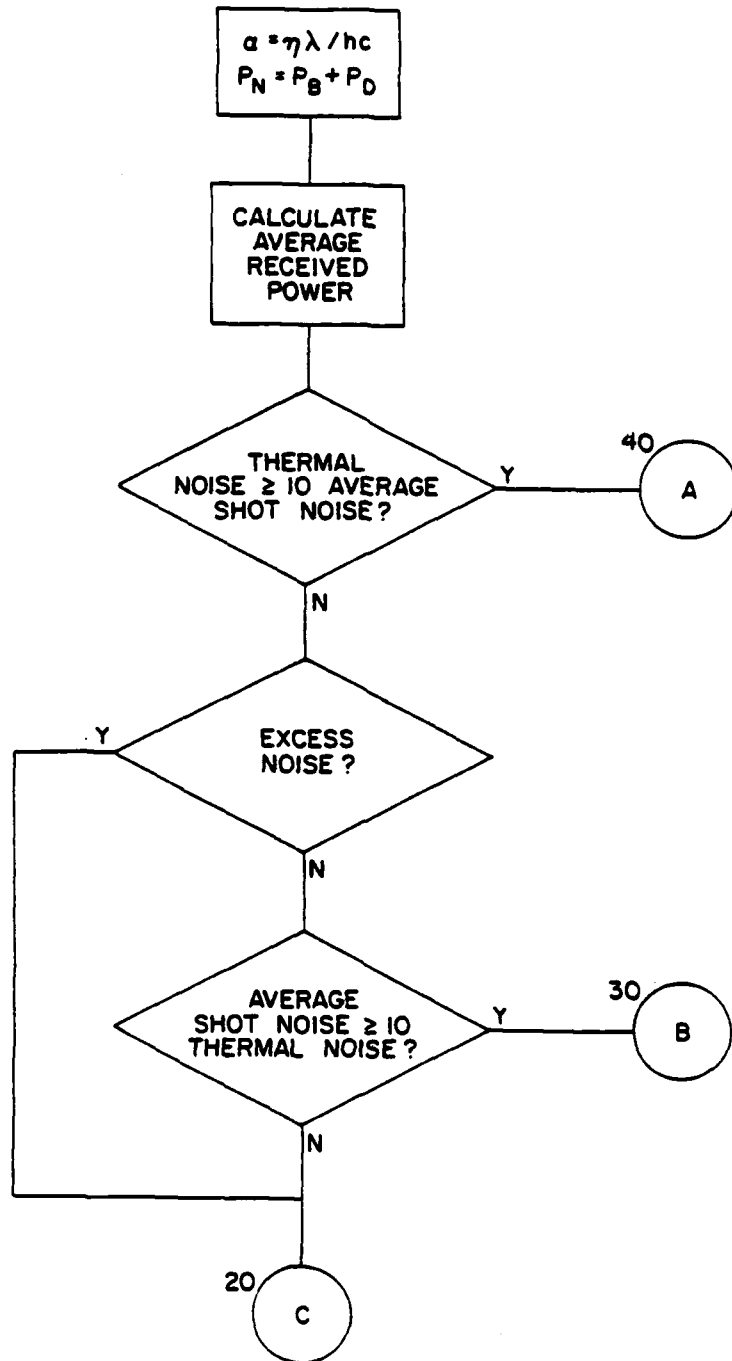 α = ηλ/hc
P_N = P_B + P_D
CALCULATE
AVERAGE
RECEIVED
POWER
THERMAL
NOISE ≥ 10 AVERAGE
SHOT NOISE?
Y
40
A
N
EXCESS
NOISE?
Y
N
AVERAGE
SHOT NOISE ≥ 10
THERMAL NOISE?
Y
30
B
N
20
C